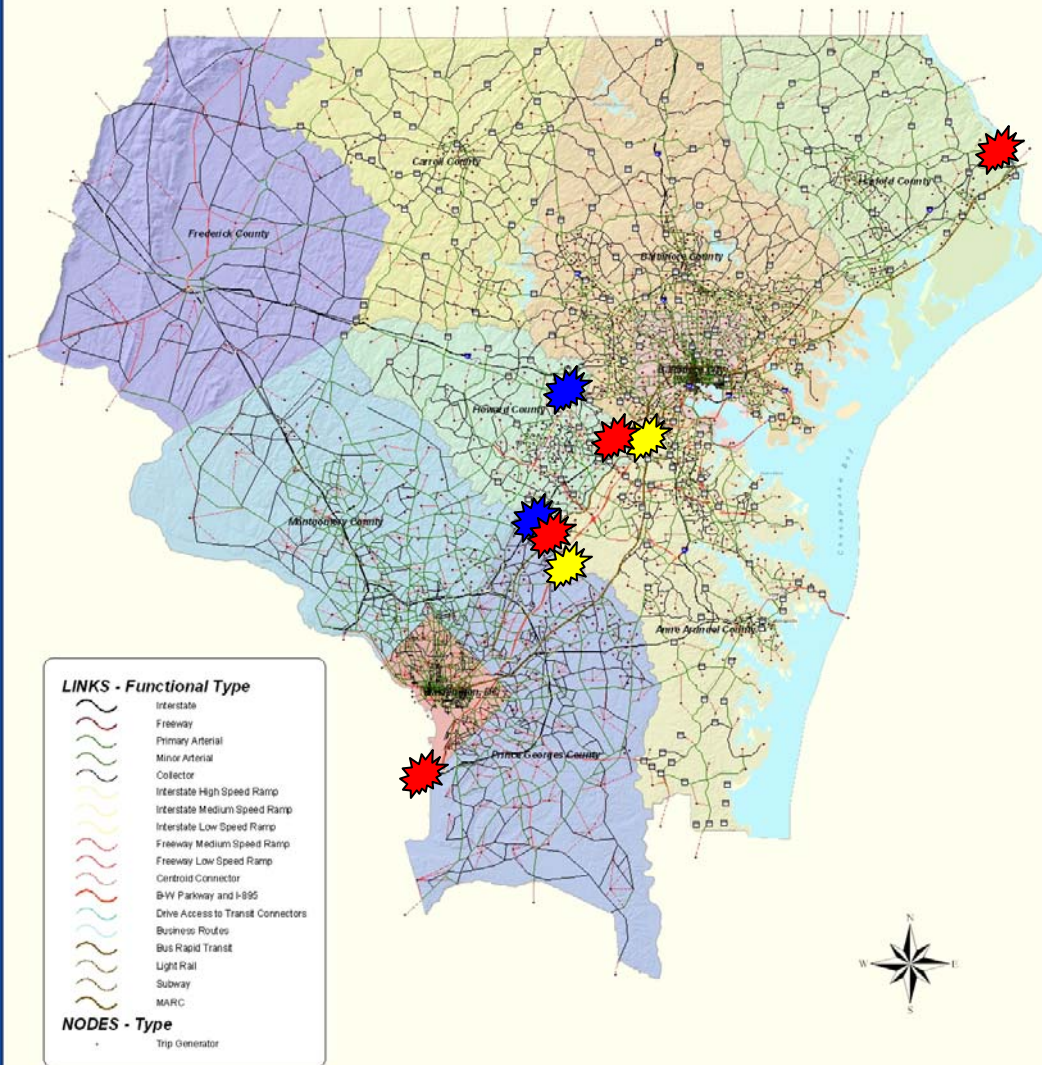 Carroll County
Harford County
Frederick County
Baltimore County
Howard County
Montgomery County
Chesapeake Bay
Anne Arundel County
Prince Georges County
LINKS - Functional Type
Interstate
Freeway
Primary Arterial
Minor Arterial
Collector
Interstate High Speed Ramp
Interstate Medium Speed Ramp
Interstate Low Speed Ramp
Freeway Medium Speed Ramp
Freeway Low Speed Ramp
Centroid Connector
B-W Parkway and I-895
Drive Access to Transit Connectors
Business Routes
Bus Rapid Transit
Light Rail
Subway
MARC
NODES - Type
Trip Generator
N
W E
S